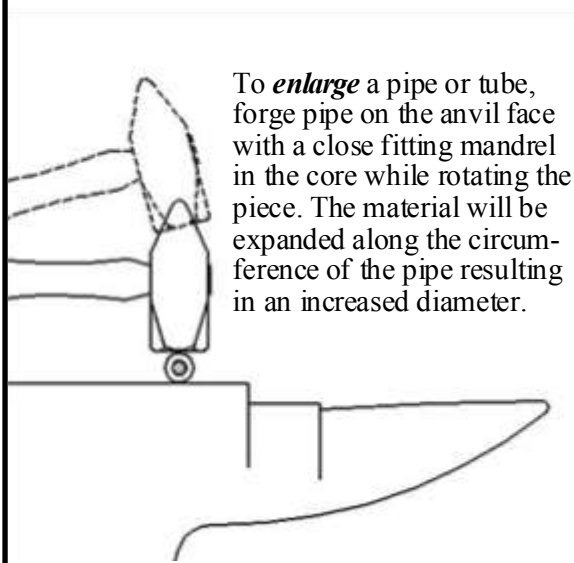 To enlarge a pipe or tube,
forge pipe on the anvil face
with a close fitting mandrel
in the core while rotating the
piece. The material will be
expanded along the circum-
ference of the pipe resulting
in an increased diameter.